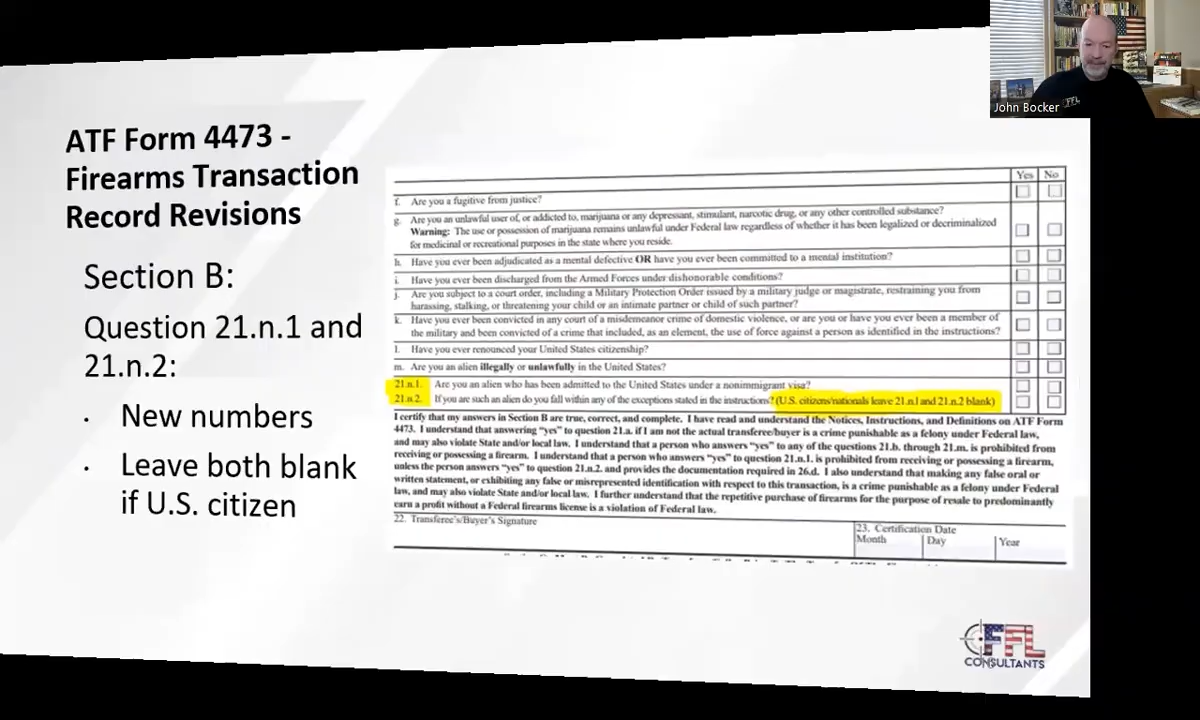 John Bocker
ATF Form 4473 -
Firearms Transaction
Record Revisions
Section B:
Question 21.n.1 and
21.n.2:
· New numbers
· Leave both blank
if U.S. citizen
Yes No
f. Are you a fugitive from justice?
g. Are you an unlawful user of, or addicted to, marijuana or any depressant, stimulant, narcotic drug, or any other controlled substance?
Warning: The use or possession of marijuana remains unlawful under Federal law regardless of whether it has been legalized or decriminalized
for medicinal or recreational purposes in the state where you reside.
h. Have you ever been adjudicated as a mental defective OR have you ever been committed to a mental institution?
i. Have you ever been discharged from the Armed Forces under dishonorable conditions?
j. Are you subject to a court order, including a Military Protection Order issued by a military judge or magistrate, restraining you from
harassing, stalking, or threatening your child or an intimate partner or child of such partner?
k. Have you ever been convicted in any court of a misdemeanor crime of domestic violence, or are you or have you ever been a member of
the military and been convicted of a crime that included, as an element, the use of force against a person as identified in the instructions?
l. Have you ever renounced your United States citizenship?
m. Are you an alien illegally or unlawfully in the United States?
21.n.1. Are you an alien who has been admitted to the United States under a nonimmigrant visa?
21.n.2. If you are such an alien do you fall within any of the exceptions stated in the instructions? (U.S. citizens/nationals leave 21.n.1 and 21.n.2 blank)
I certify that my answers in Section B are true, correct, and complete. I have read and understand the Notices, Instructions, and Definitions on ATF Form
4473. I understand that answering “yes” to question 21.a. if I am not the actual transferee/buyer is a crime punishable as a felony under Federal law,
and may also violate State and/or local law. I understand that a person who answers “yes” to any of the questions 21.b. through 21.m. is prohibited from
receiving or possessing a firearm. I understand that a person who answers “yes” to question 21.n.1. is prohibited from receiving or possessing a firearm,
unless the person answers “yes” to question 21.n.2. and provides the documentation required in 26.d. I also understand that making any false oral or
written statement, or exhibiting any false or misrepresented identification with respect to this transaction, is a crime punishable as a felony under Federal
law, and may also violate State and/or local law. I further understand that the repetitive purchase of firearms for the purpose of resale to predominantly
earn a profit without a Federal firearms license is a violation of Federal law.
22. Transferee's/Buyer's Signature
23. Certification Date
Month Day Year
FFL
CONSULTANTS